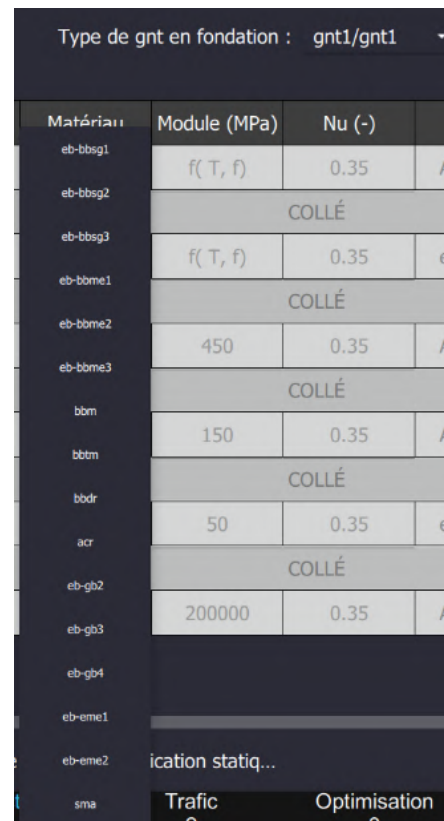 Type de gnt en fondation : gnt1/gnt1
Matériau Module (MPa) Nu (-)
eb-bbsg1
f( T, f) 0.35
eb-bbsg2
COLLÉ
eb-bbsg3
f( T, f) 0.35
eb-bbme1
COLLÉ
eb-bbme2
450 0.35
eb-bbme3
COLLÉ
bbm
150 0.35
bbtm
COLLÉ
bbdr
50 0.35
acr
COLLÉ
eb-gb2
200000 0.35
eb-gb3
eb-gb4
eb-eme1
eb-eme2 ication statiq...
sma Trafic Optimisation